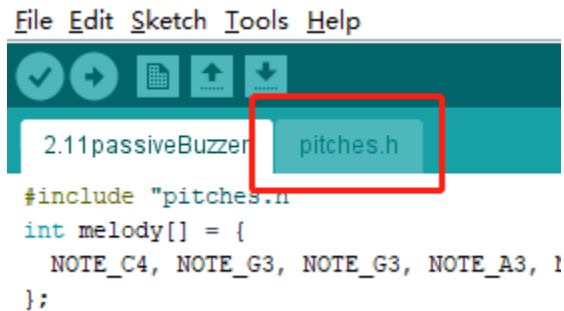 File Edit Sketch Tools Help
2.11passiveBuzzer pitches.h
#include "pitches.h"
int melody[] = {
NOTE_C4, NOTE_G3, NOTE_G3, NOTE_A3,
};